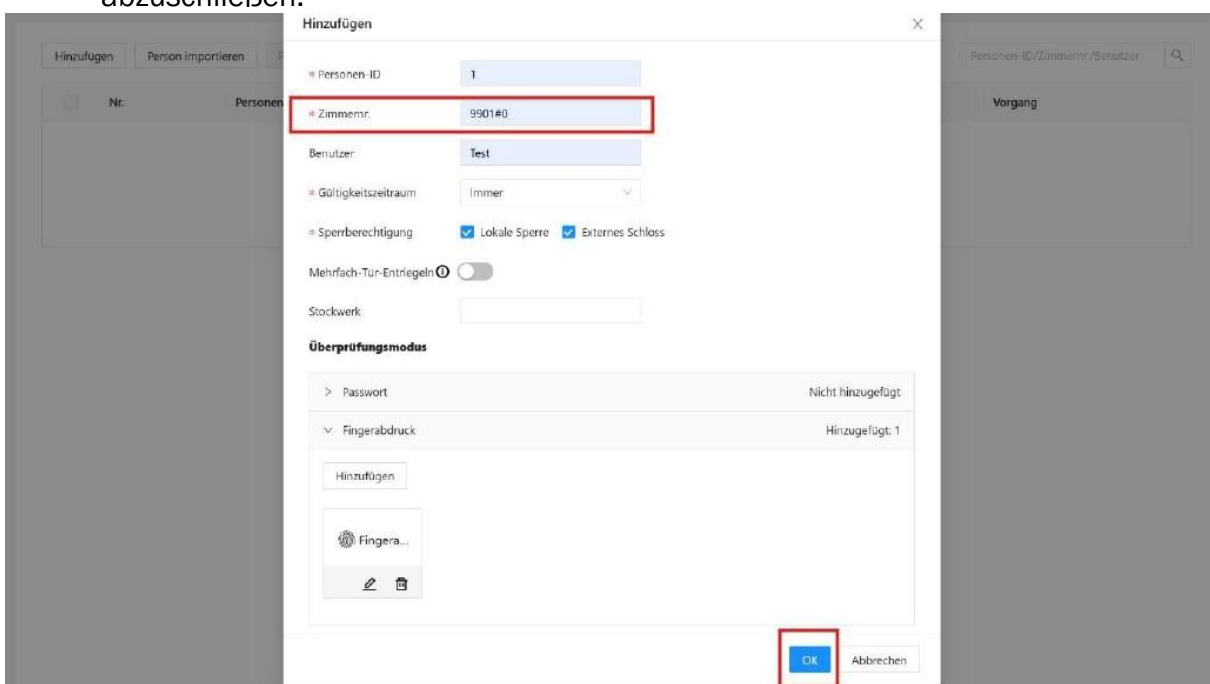 abzuschließen.
Hinzufügen
Hinzufügen Person importieren Personen-ID/Zimmernr./Benutzer
* Personen-ID 1
Nr. Personen Vorgang
* Zimmernr. 9901#0
Benutzer Test
* Gültigkeitszeitraum Immer
* Sperrberechtigung Lokale Sperre Externes Schloss
Mehrfach-Tür-Entriegeln
Stockwerk
Überprüfungsmodus
> Passwort Nicht hinzugefügt
Fingerabdruck Hinzugefügt: 1
Hinzufügen
Fingera...
OK Abbrechen